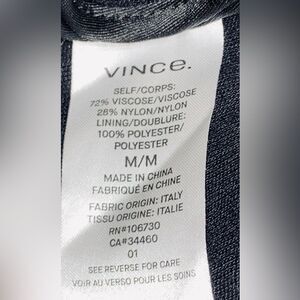 VINCE.
SELF/CORPS:
72% VISCOSE/VISCOSE
28% NYLON/NYLON
LINING/DOUBLURE:
100% POLYESTER/
POLYESTER
M/M
MADE IN CHINA
FABRIQUÉ EN CHINE
FABRIC ORIGIN: ITALY
TISSU ORIGINE: ITALIE
RN#106730
CA#34460
01
SEE REVERSE FOR CARE
VOIR AU VERSO POUR LES SOINS